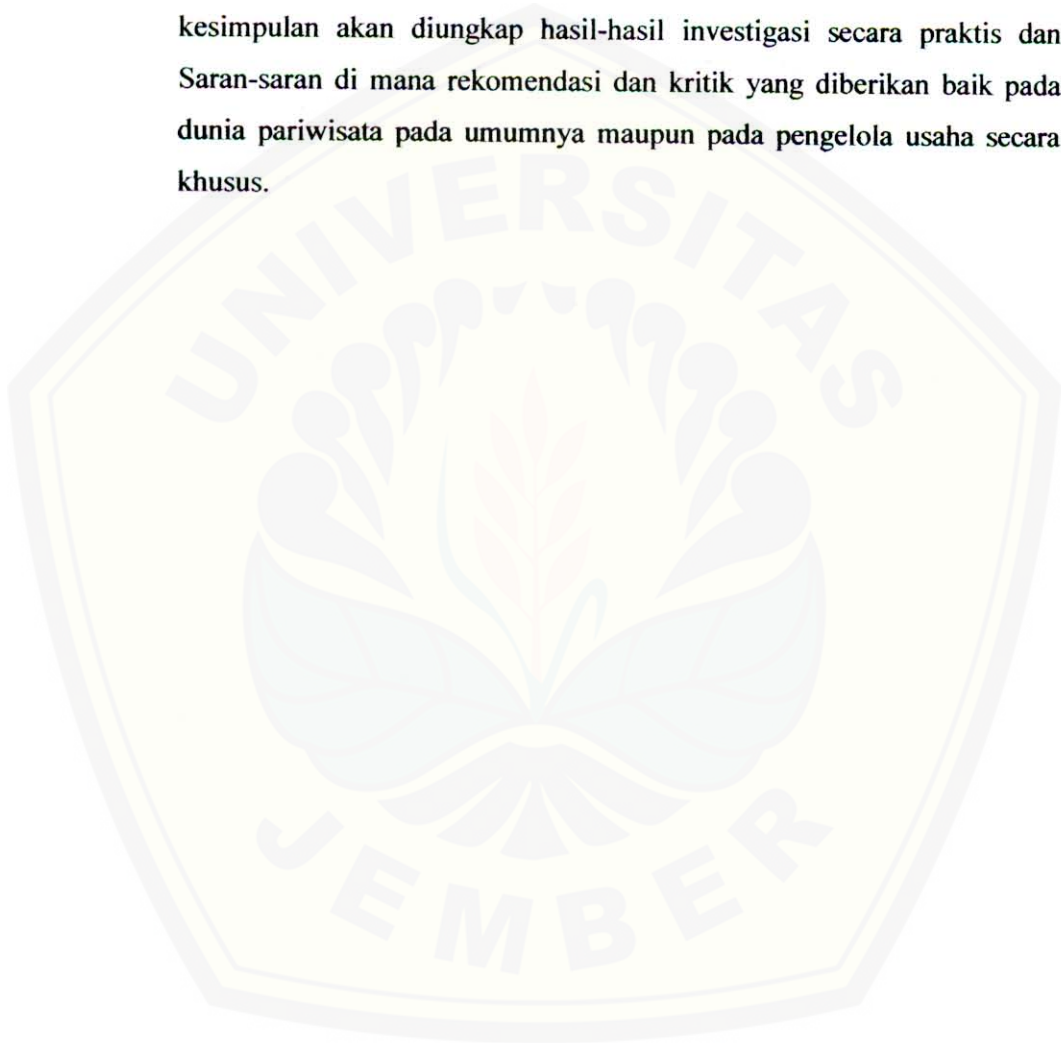 kesimpulan akan diungkap hasil-hasil investigasi secara praktis dan
Saran-saran di mana rekomendasi dan kritik yang diberikan baik pada
dunia pariwisata pada umumnya maupun pada pengelola usaha secara
khusus.
UNIVERSITAS
JEMBER